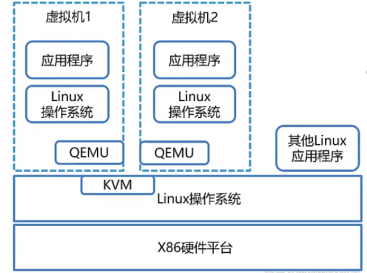 虚拟机1
虚拟机2
应用程序
应用程序
Linux
操作系统
Linux
操作系统
QEMU
QEMU
其他Linux
应用程序
KVM
Linux操作系统
X86硬件平台